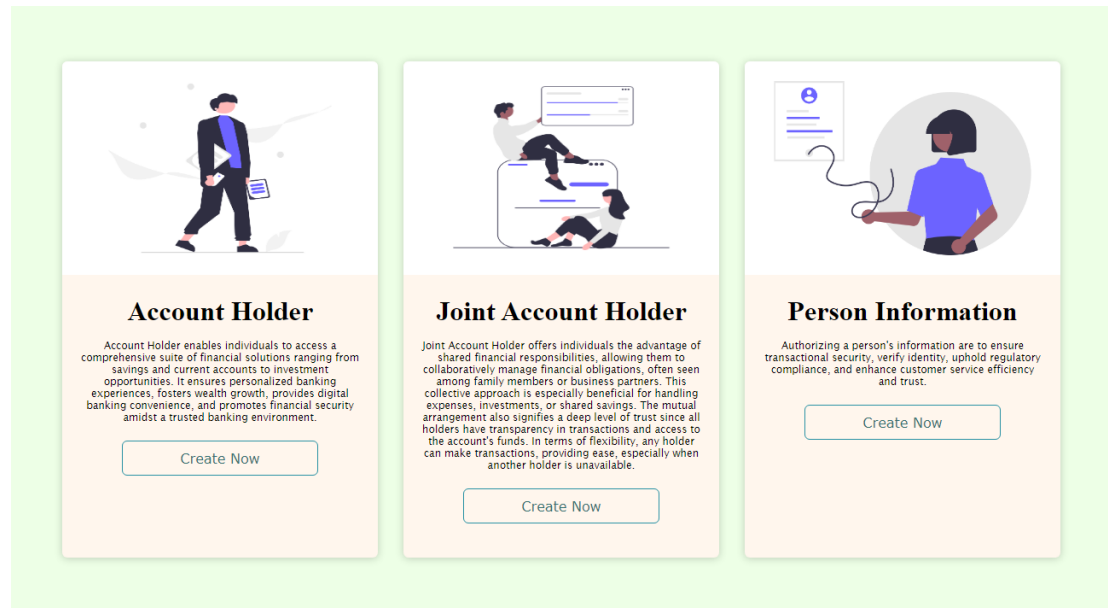 Account Holder
Account Holder enables individuals to access a
comprehensive suite of financial solutions ranging from
savings and current accounts to investment
opportunities. It ensures personalized banking
experiences, fosters wealth growth, provides digital
banking convenience, and promotes financial security
amidst a trusted banking environment.
Create Now
Joint Account Holder
Joint Account Holder offers individuals the advantage of
shared financial responsibilities, allowing them to
collaboratively manage financial obligations, often seen
among family members or business partners. This
collective approach is especially beneficial for handling
expenses, investments, or shared savings. The mutual
arrangement also signifies a deep level of trust since all
holders have transparency in transactions and access to
the account's funds. In terms of flexibility, any holder
can make transactions, providing ease, especially when
another holder is unavailable.
Create Now
Person Information
Authorizing a person's information are to ensure
transactional security, verify identity, uphold regulatory
compliance, and enhance customer service efficiency
and trust.
Create Now